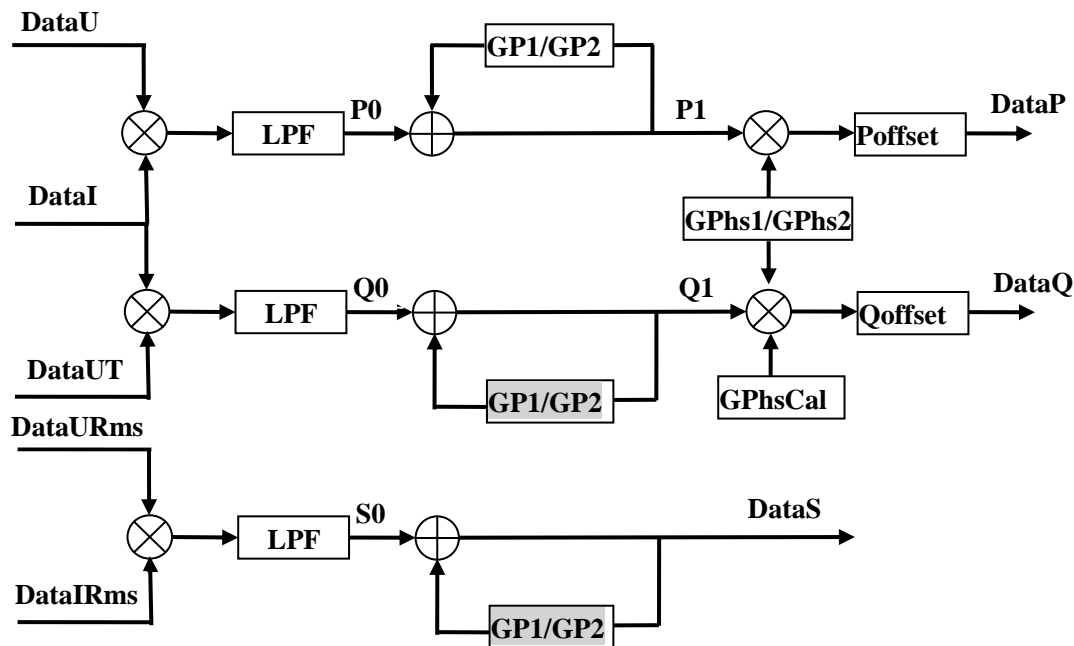 DataU
GP1/GP2
P0
P1
DataP
LPF
Poffset
DataI
GPhs1/GPhs2
Q0
Q1
DataQ
LPF
Qoffset
DataUT
GP1/GP2
GPhsCal
DataURms
S0
DataS
LPF
DataIRms
GP1/GP2